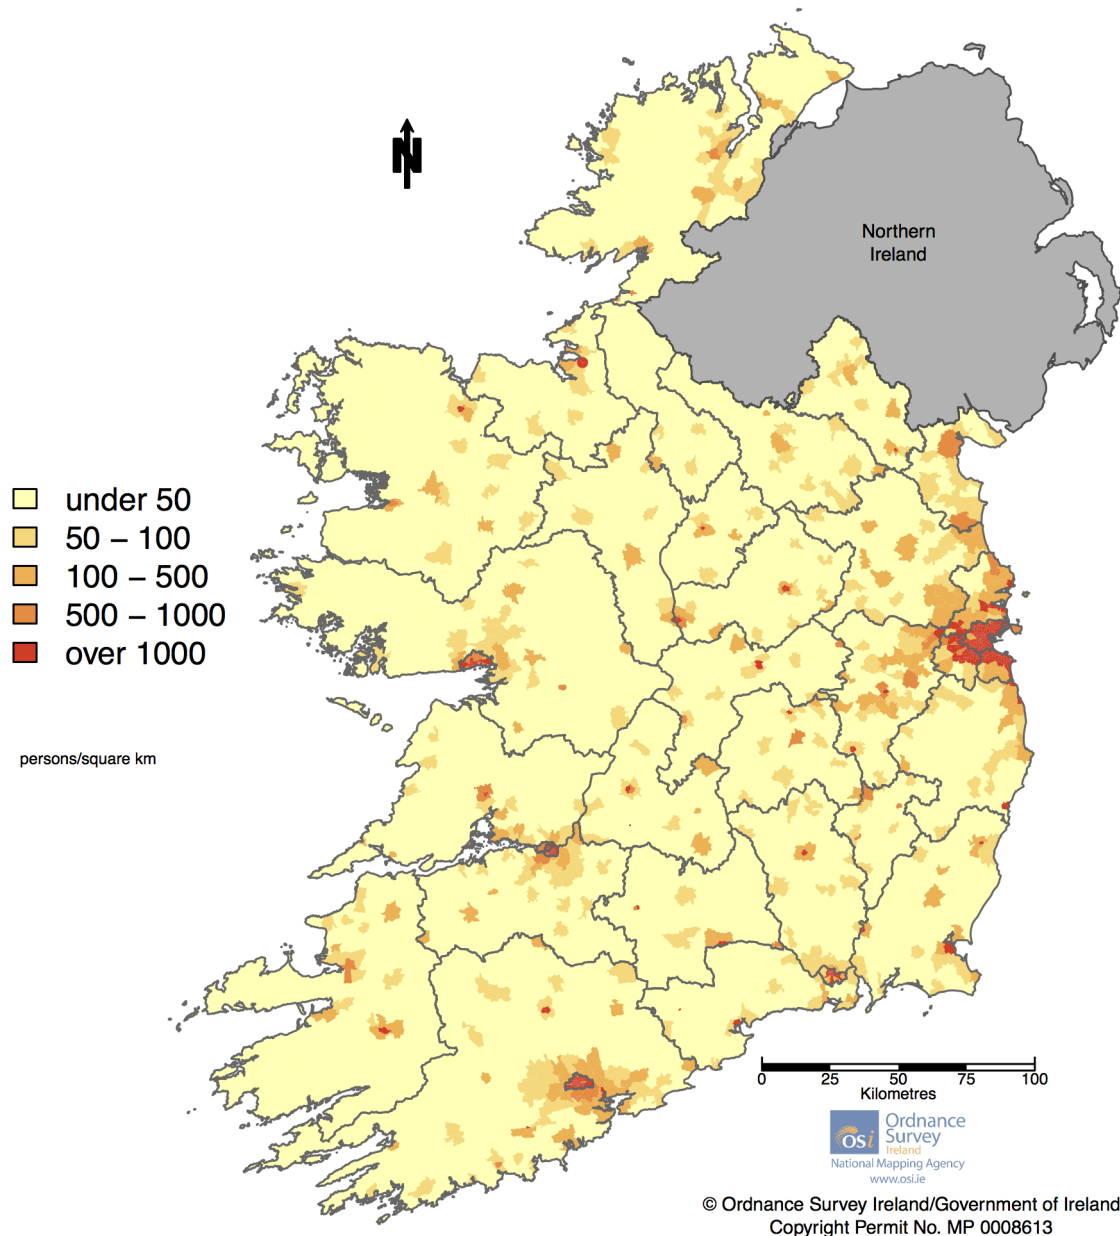 N
Northern
Ireland
under 50
50 – 100
100 – 500
500 – 1000
over 1000
persons/square km
0 25 50 75 100
Kilometres
osi
Ordnance
Survey
Ireland
National Mapping Agency
www.osi.ie
© Ordnance Survey Ireland/Government of Ireland
Copyright Permit No. MP 0008613